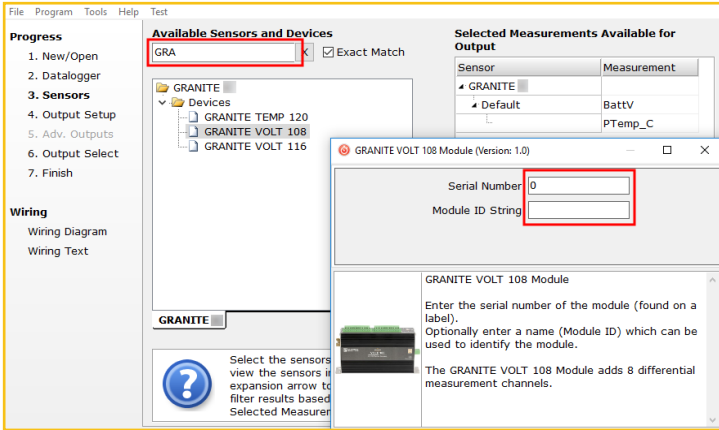 File Program Tools Help Test
Progress
1. New/Open
2. Datalogger
3. Sensors
4. Output Setup
5. Adv. Outputs
6. Output Select
7. Finish
Wiring
Wiring Diagram
Wiring Text
Available Sensors and Devices
GRA
X
Exact Match
GRANITE
Devices
GRANITE TEMP 120
GRANITE VOLT 108
GRANITE VOLT 116
GRANITE
Select the sensors
view the sensors
expansion arrow to
filter results based
Selected Measurer
Selected Measurements Available for
Output
Sensor Measurement
GRANITE
Default BattV
PTemp_C
GRANITE VOLT 108 Module (Version: 1.0)
Serial Number 0
Module ID String
GRANITE VOLT 108 Module
Enter the serial number of the module (found on a
label).
Optionally enter a name (Module ID) which can be
used to identify the module.
The GRANITE VOLT 108 Module adds 8 differential
measurement channels.